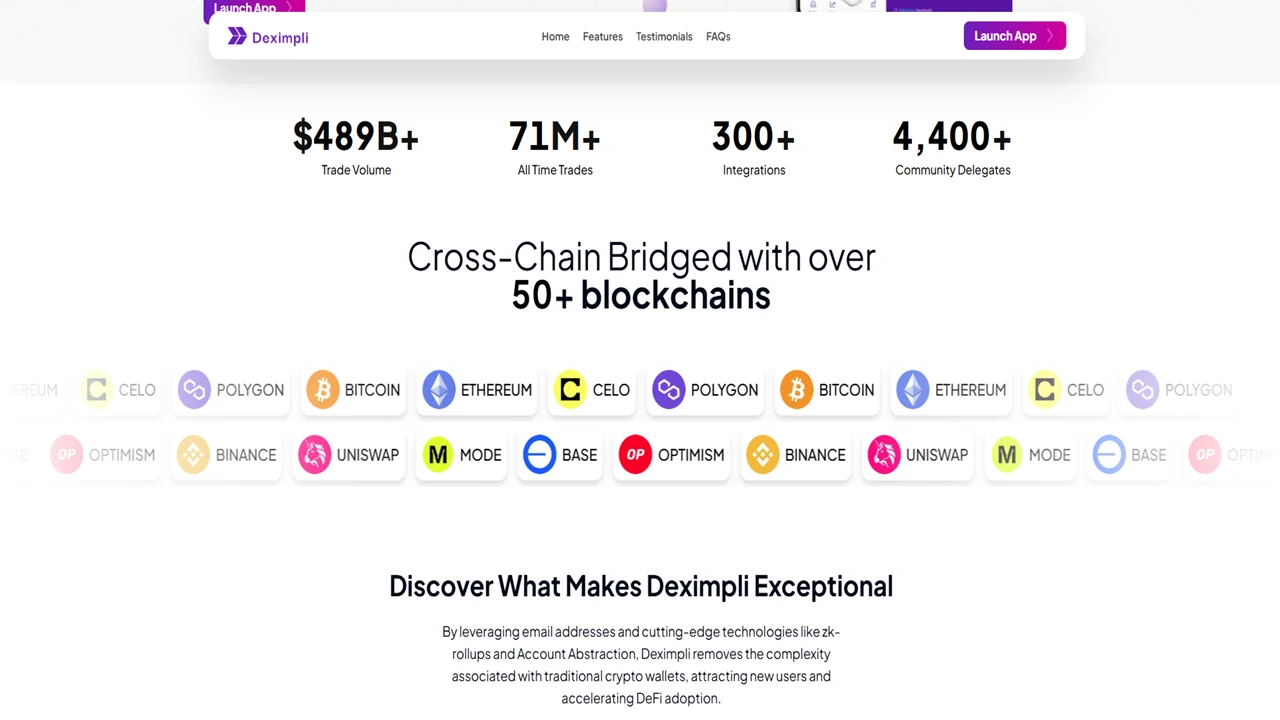 Launch App
Deximpli
Home Features Testimonials FAQs
Launch App
$489B+ 71M+ 300+ 4,400+
Trade Volume All Time Trades Integrations Community Delegates
Cross-Chain Bridged with over
50+ blockchains
CELO POLYGON BITCOIN ETHEREUM CELO POLYGON BITCOIN ETHEREUM CELO POLYGON
OP OPTIMISM BINANCE UNISWAP M MODE BASE OP OPTIMISM BINANCE UNISWAP M MODE BASE OP
Discover What Makes Deximpli Exceptional
By leveraging email addresses and cutting-edge technologies like zk-
rollups and Account Abstraction, Deximpli removes the complexity
associated with traditional crypto wallets, attracting new users and
accelerating DeFi adoption.